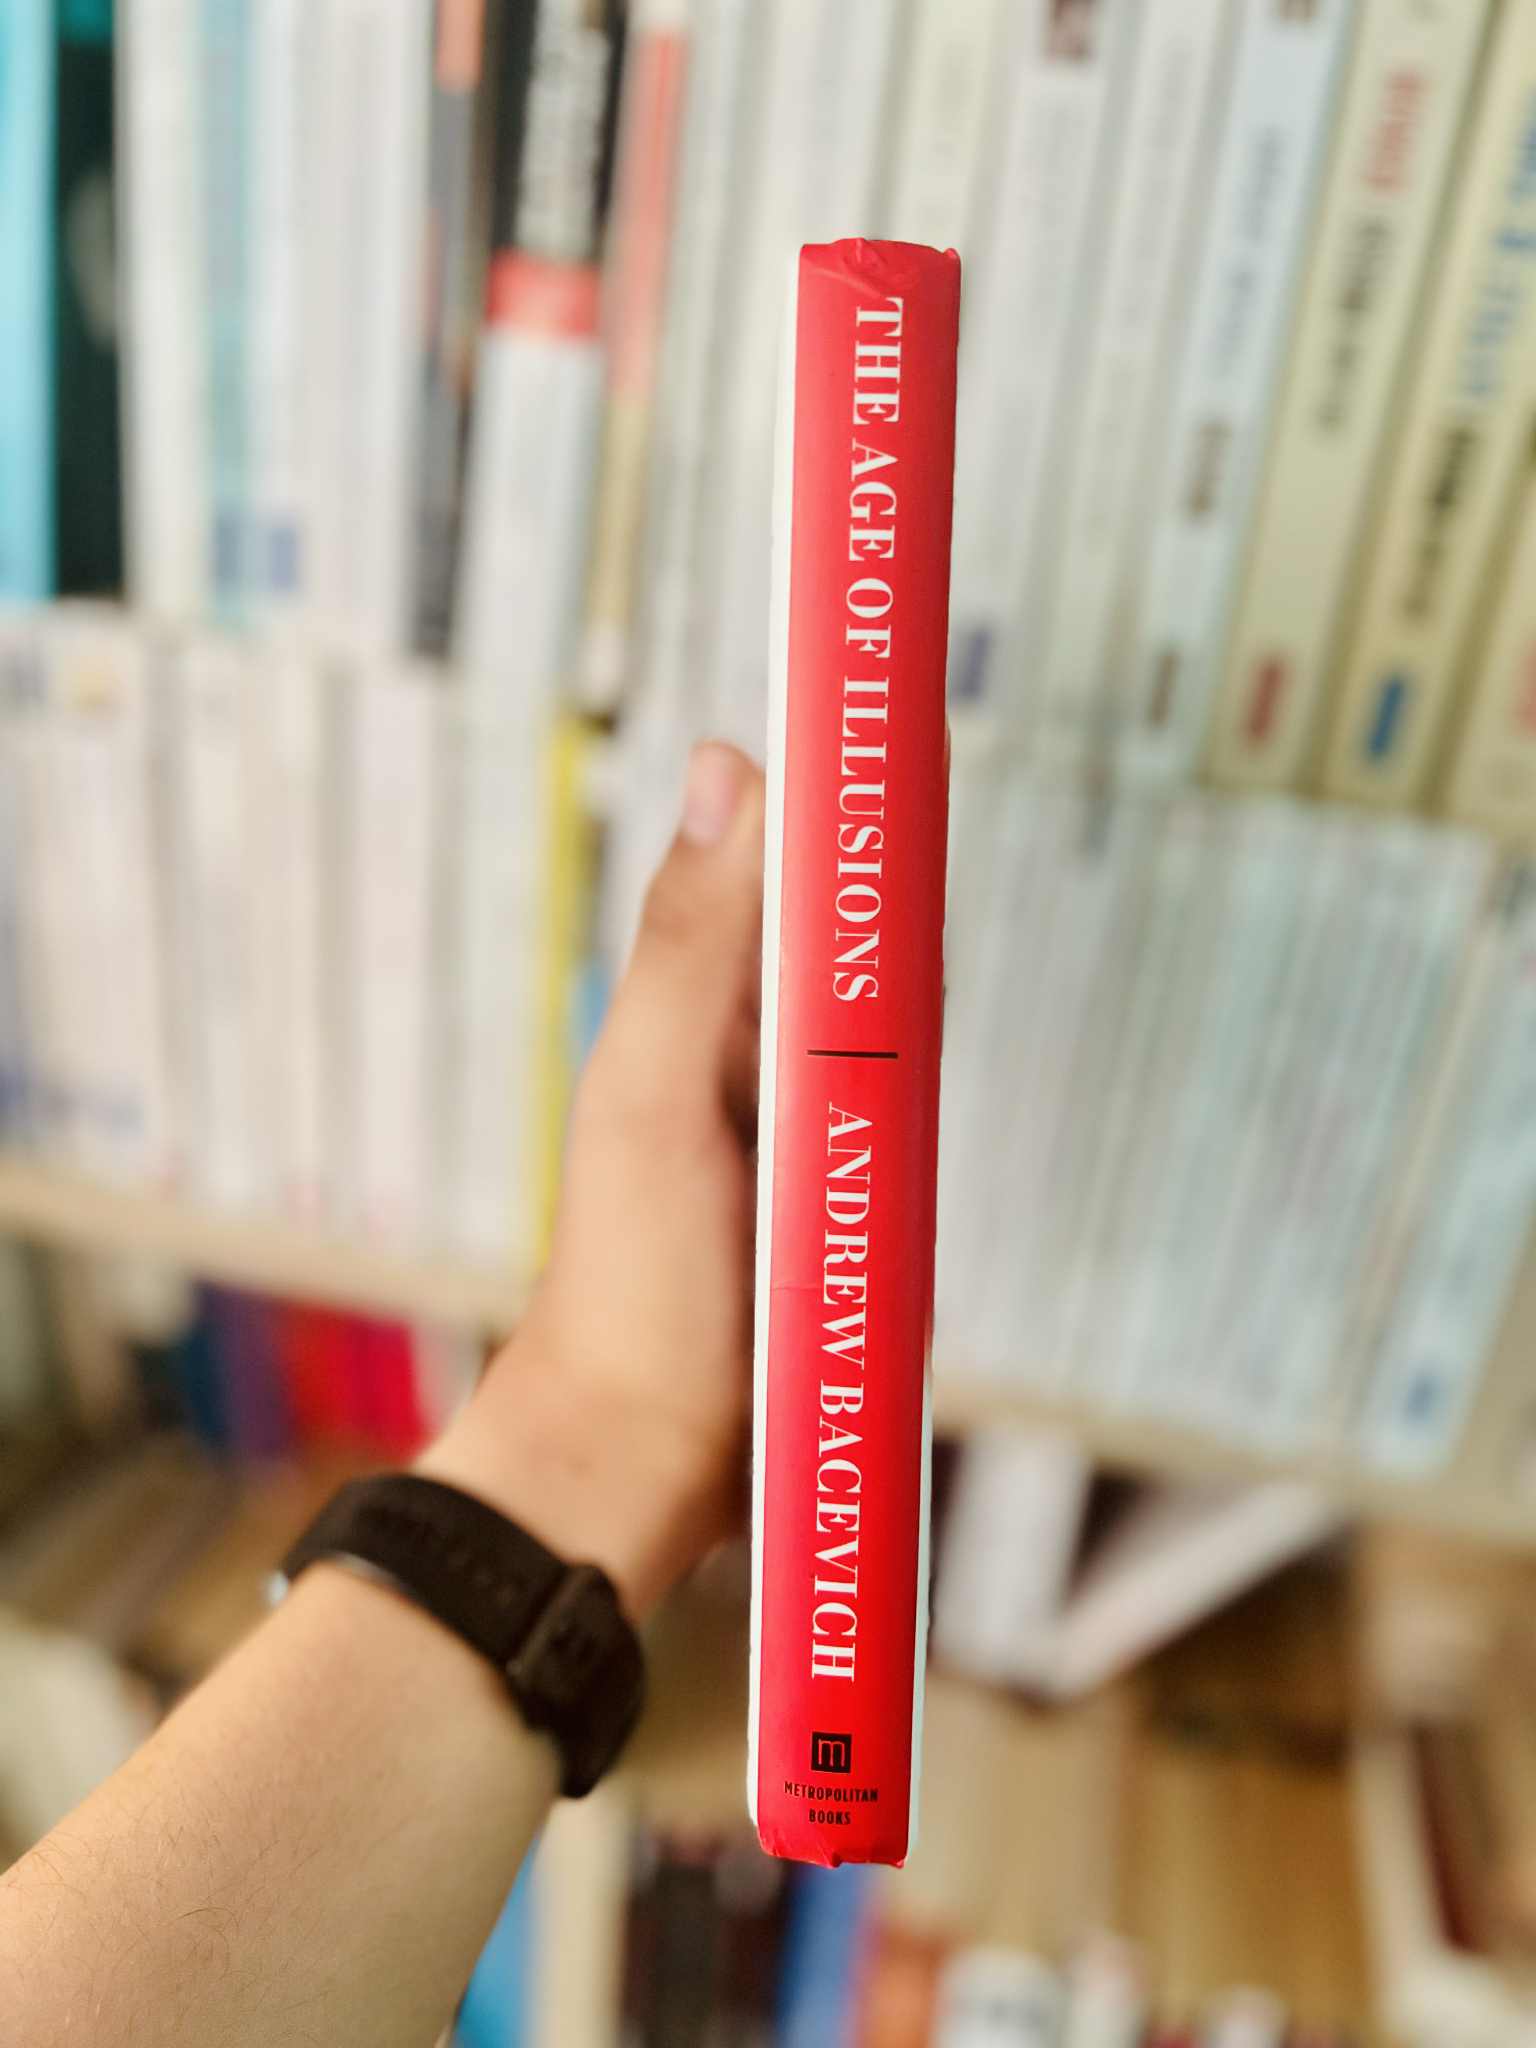 THE AGE OF ILLUSIONS
ANDREW BACEVICH
m
METROPOLITAN
BOOKS